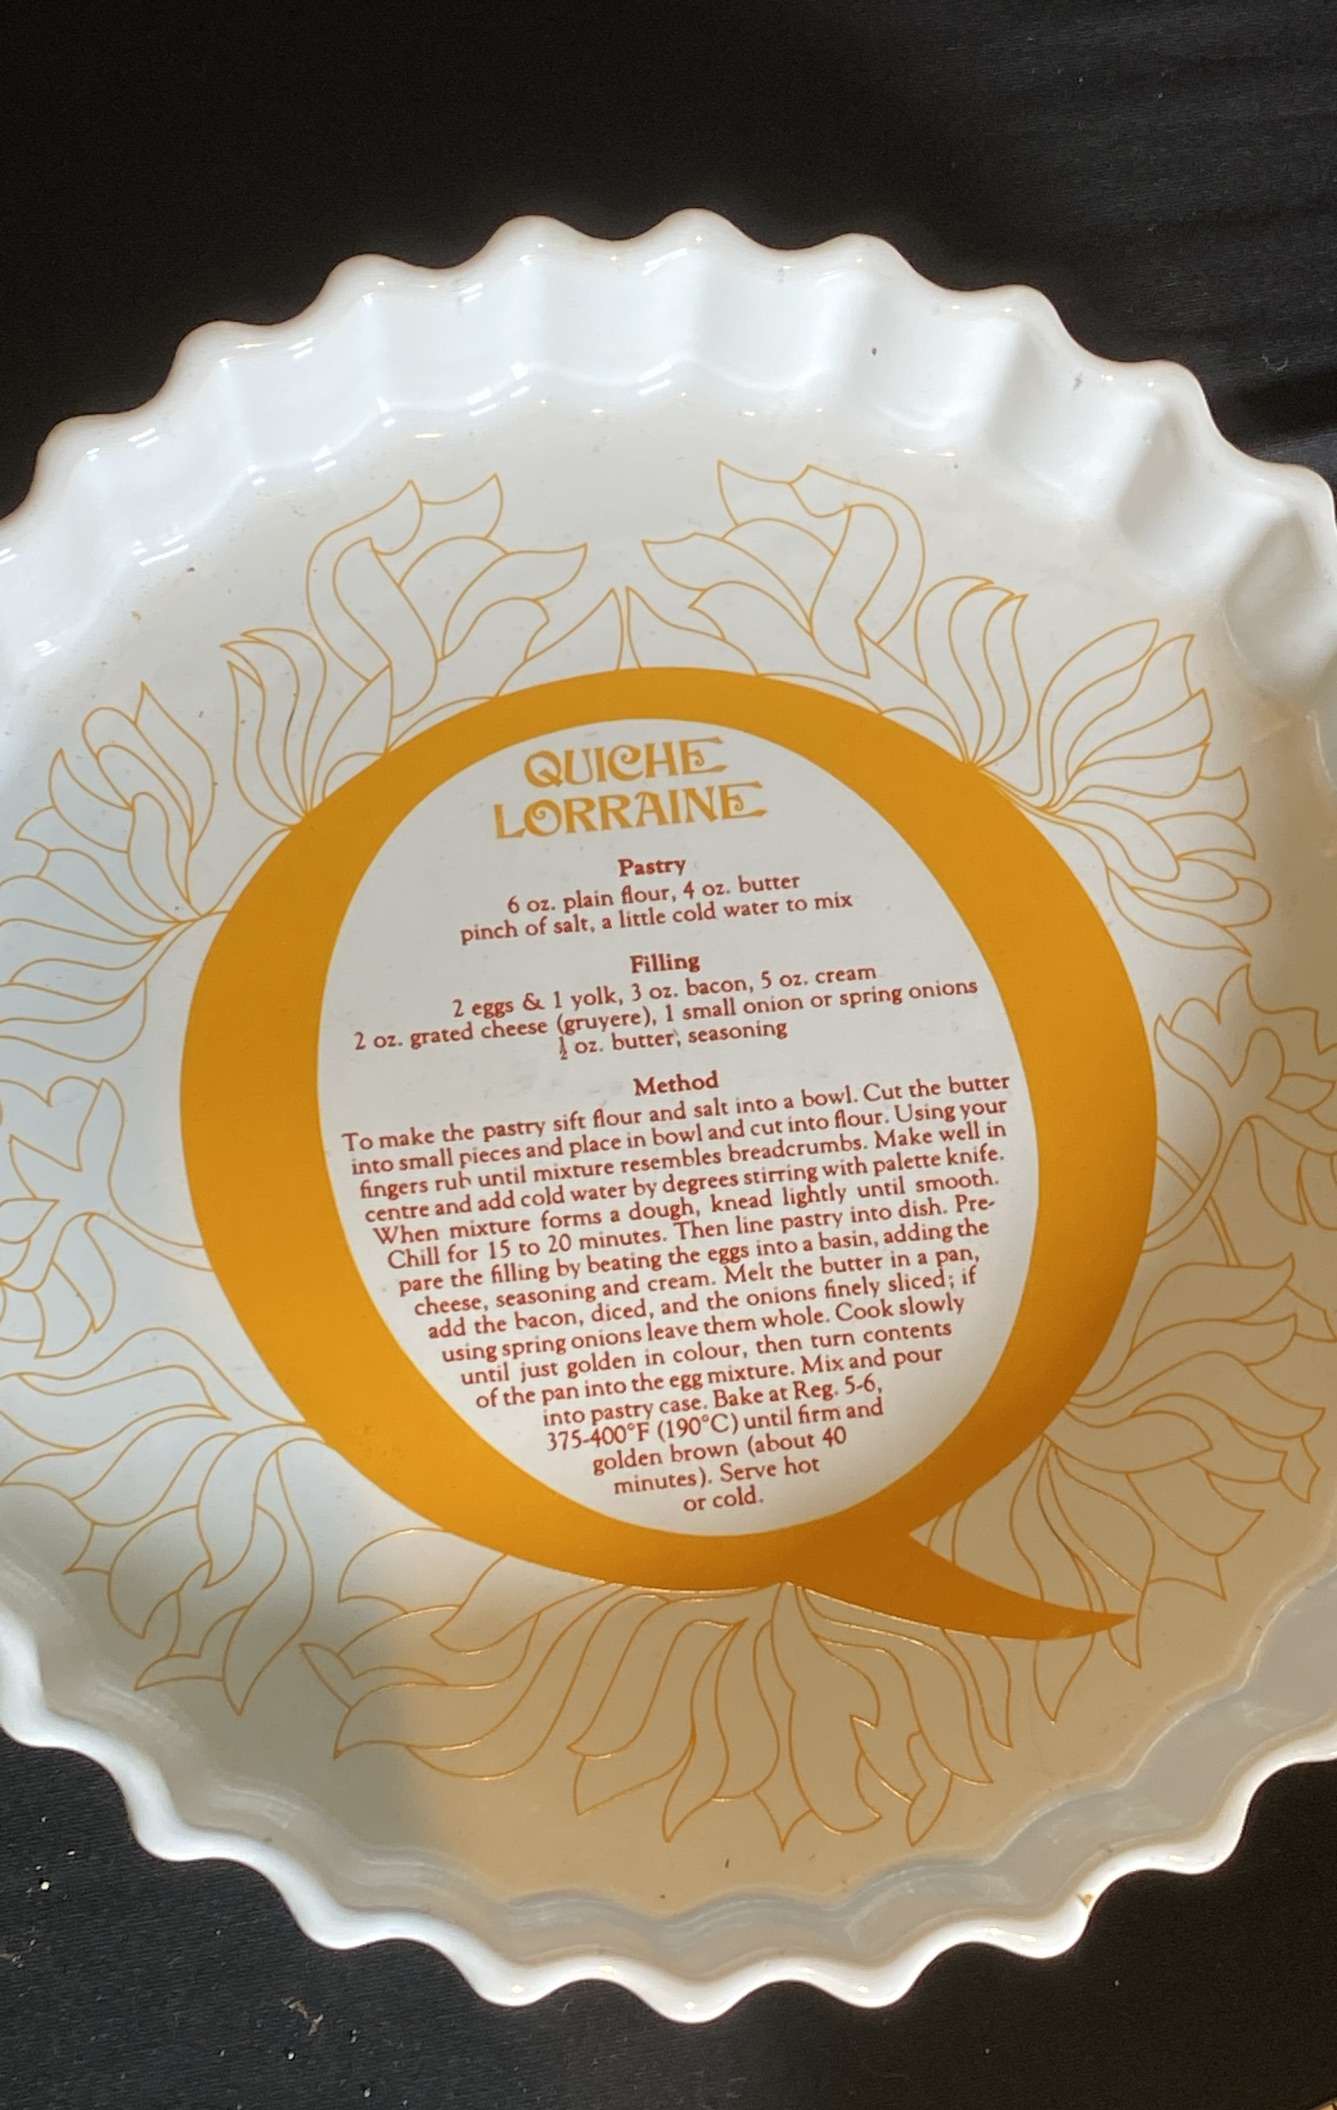 QUICHE
LORRAINE
Pastry
6 oz. plain flour, 4 oz. butter
pinch of salt, a little cold water to mix
Filling
2 eggs & 1 yolk, 3 oz. bacon, 5 oz. cream
2 oz. grated cheese (gruyere), 1 small onion or spring onions
½ oz. butter, seasoning
Method
To make the pastry sift flour and salt into a bowl. Cut the butter
into small pieces and place in bowl and cut into flour. Using your
fingers rub until mixture resembles breadcrumbs. Make well in
centre and add cold water by degrees stirring with palette knife.
When mixture forms a dough, knead lightly until smooth.
Chill for 15 to 20 minutes. Then line pastry into dish. Pre-
pare the filling by beating the eggs into a basin, adding the
cheese, seasoning and cream. Melt the butter in a pan,
add the bacon, diced, and the onions finely sliced; if
using spring onions leave them whole. Cook slowly
until just golden in colour, then turn contents
of the pan into the egg mixture. Mix and pour
into pastry case. Bake at Reg. 5-6,
375-400°F (190°C) until firm and
golden brown (about 40
minutes). Serve hot
or cold.